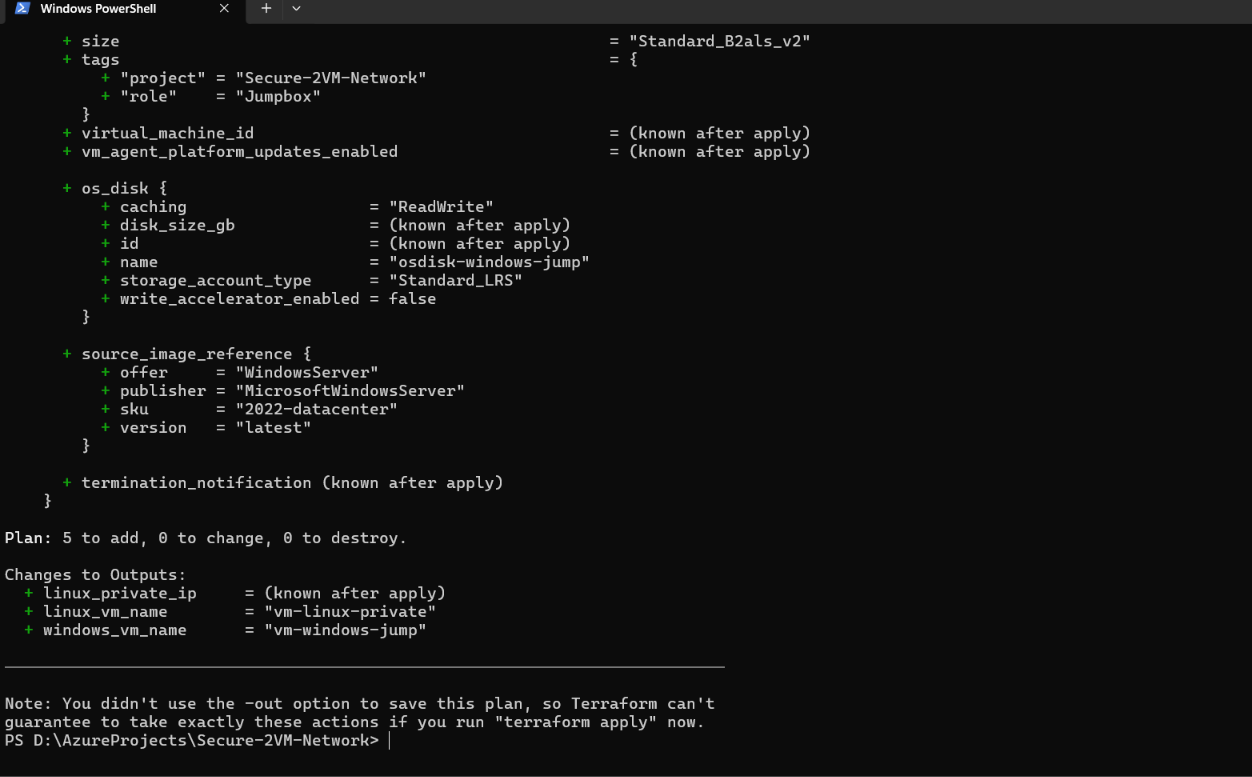 Windows PowerShell
+ size = "Standard_B2als_v2"
+ tags = {
+ "project" = "Secure-2VM-Network"
+ "role" = "Jumpbox"
}
+ virtual_machine_id = (known after apply)
+ vm_agent_platform_updates_enabled = (known after apply)
+ os_disk {
+ caching = "ReadWrite"
+ disk_size_gb = (known after apply)
+ id = (known after apply)
+ name = "osdisk-windows-jump"
+ storage_account_type = "Standard_LRS"
+ write_accelerator_enabled = false
}
+ source_image_reference {
+ offer = "WindowsServer"
+ publisher = "MicrosoftWindowsServer"
+ sku = "2022-datacenter"
+ version = "latest"
}
+ termination_notification (known after apply)
}
Plan: 5 to add, 0 to change, 0 to destroy.
Changes to Outputs:
+ linux_private_ip = (known after apply)
+ linux_vm_name = "vm-linux-private"
+ windows_vm_name = "vm-windows-jump"
Note: You didn't use the -out option to save this plan, so Terraform can't
guarantee to take exactly these actions if you run "terraform apply" now.
PS D:\AzureProjects\Secure-2VM-Network>